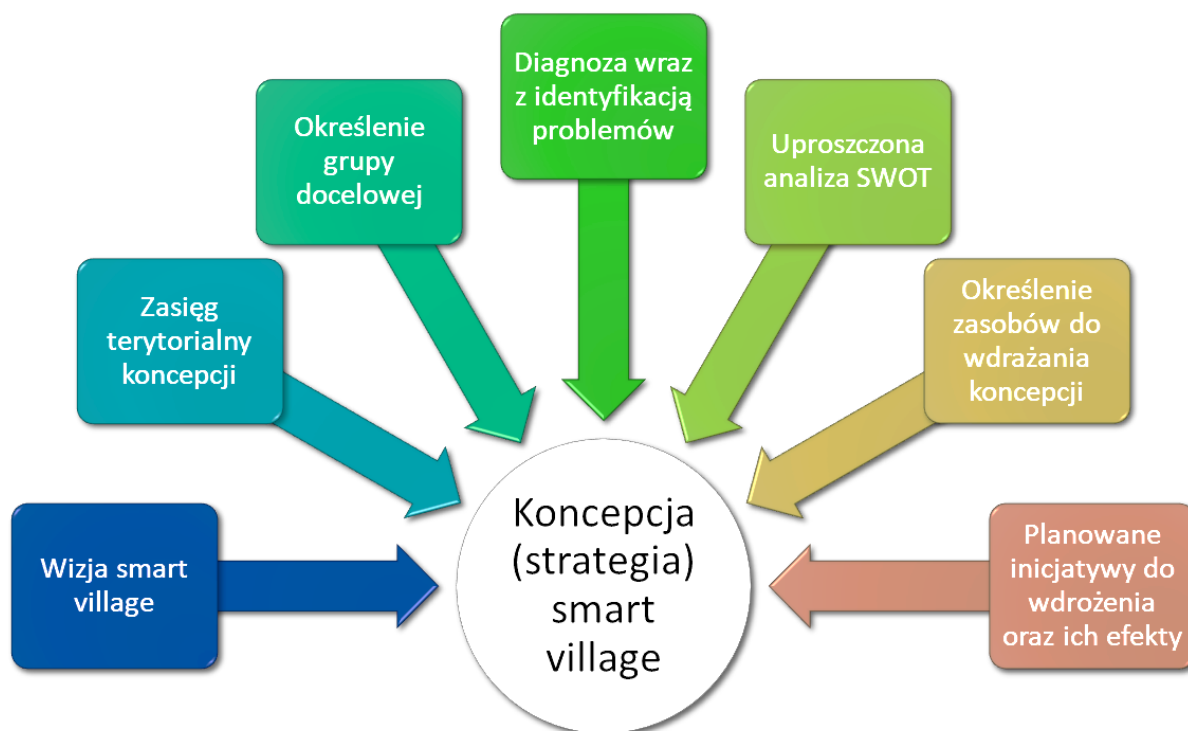 Diagnoza wraz
z identyfikacją
problemów
Określenie
grupy
docelowej
Uproszczona
analiza SWOT
Zasięg
terytorialny
koncepcji
Określenie
zasobów do
wdrażania
koncepcji
Wizja smart
village
Koncepcja
(strategia)
smart
village
Planowane
inicjatywy do
wdrożenia
oraz ich efekty